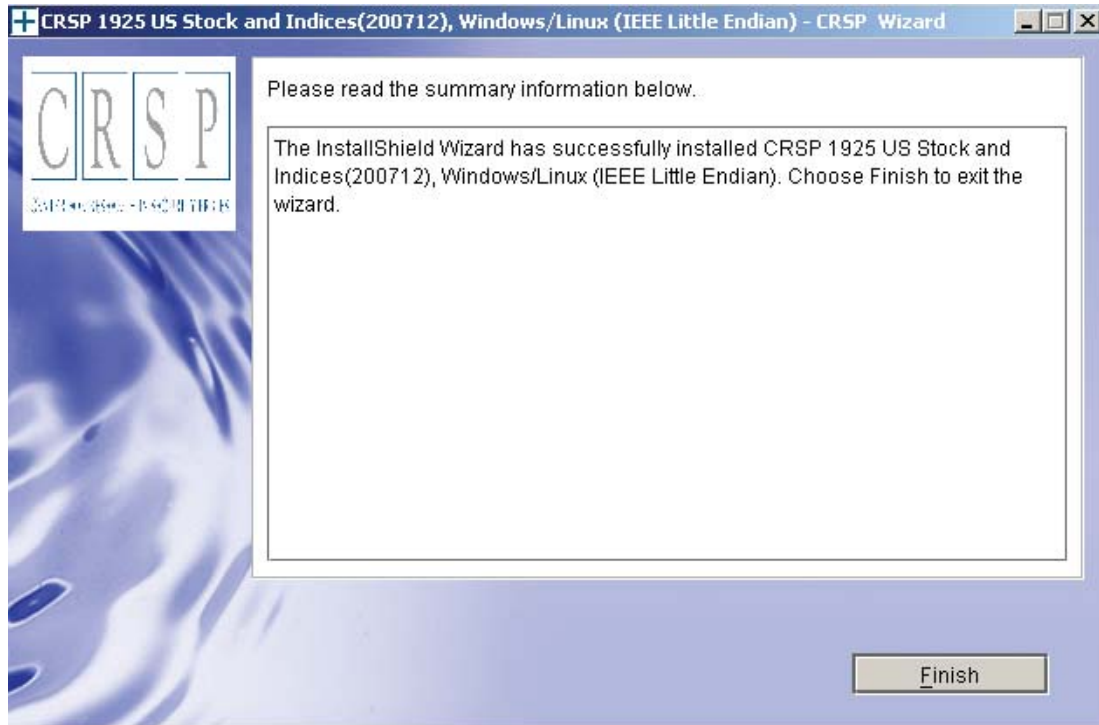 CRSP 1925 US Stock and Indices(200712), Windows/Linux (IEEE Little Endian) - CRSP Wizard
CRSP
Please read the summary information below.
The InstallShield Wizard has successfully installed CRSP 1925 US Stock and
Indices(200712), Windows/Linux (IEEE Little Endian). Choose Finish to exit the
wizard.
Finish